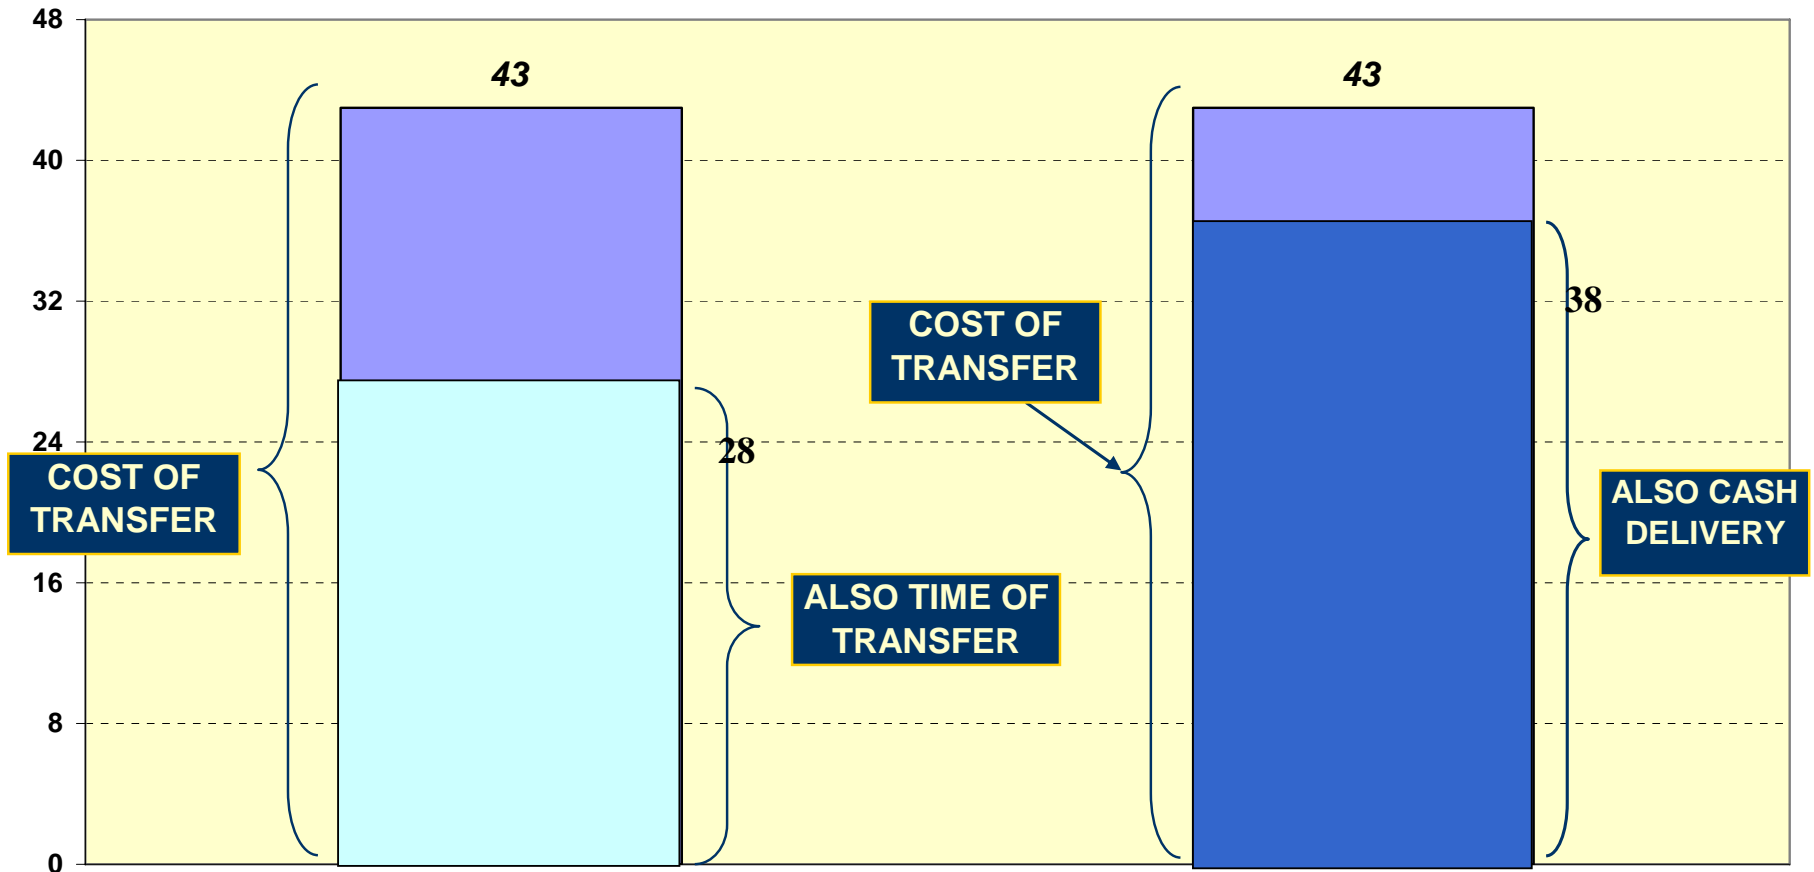 48
43
43
40
32
38
COST OF
TRANSFER
24
28
COST OF
TRANSFER
ALSO CASH
DELIVERY
16
ALSO TIME OF
TRANSFER
8
0